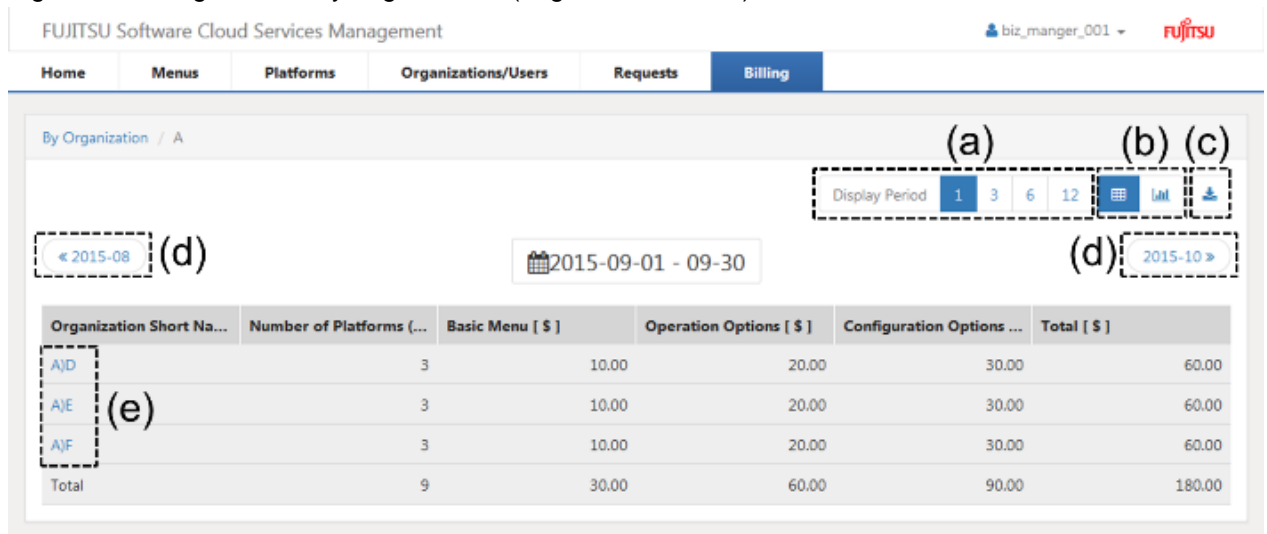 FUJITSU Software Cloud Services Management biz_manger_001 FUJITSU
Home Menus Platforms Organizations/Users Requests Billing
By Organization / A
(a) (b) (c)
Display Period 1 3 6 12
« 2015-08 (d) 2015-09-01 - 09-30 (d) 2015-10 »
Organization Short Na... Number of Platforms (... Basic Menu [ $ ] Operation Options [ $ ] Configuration Options ... Total [ $ ]
A)D 3 10.00 20.00 30.00 60.00
A)E 3 10.00 20.00 30.00 60.00
(e)
A)F 3 10.00 20.00 30.00 60.00
Total 9 30.00 60.00 90.00 180.00